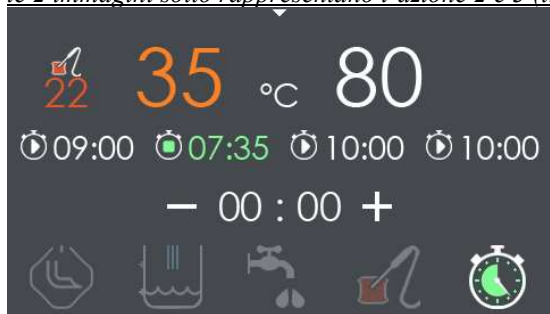 le 2 immagini sotto rappresentano l'azione 2 e 3 (
22 35 °C 80
09:00 07:35 10:00 10:00
− 00 : 00 +